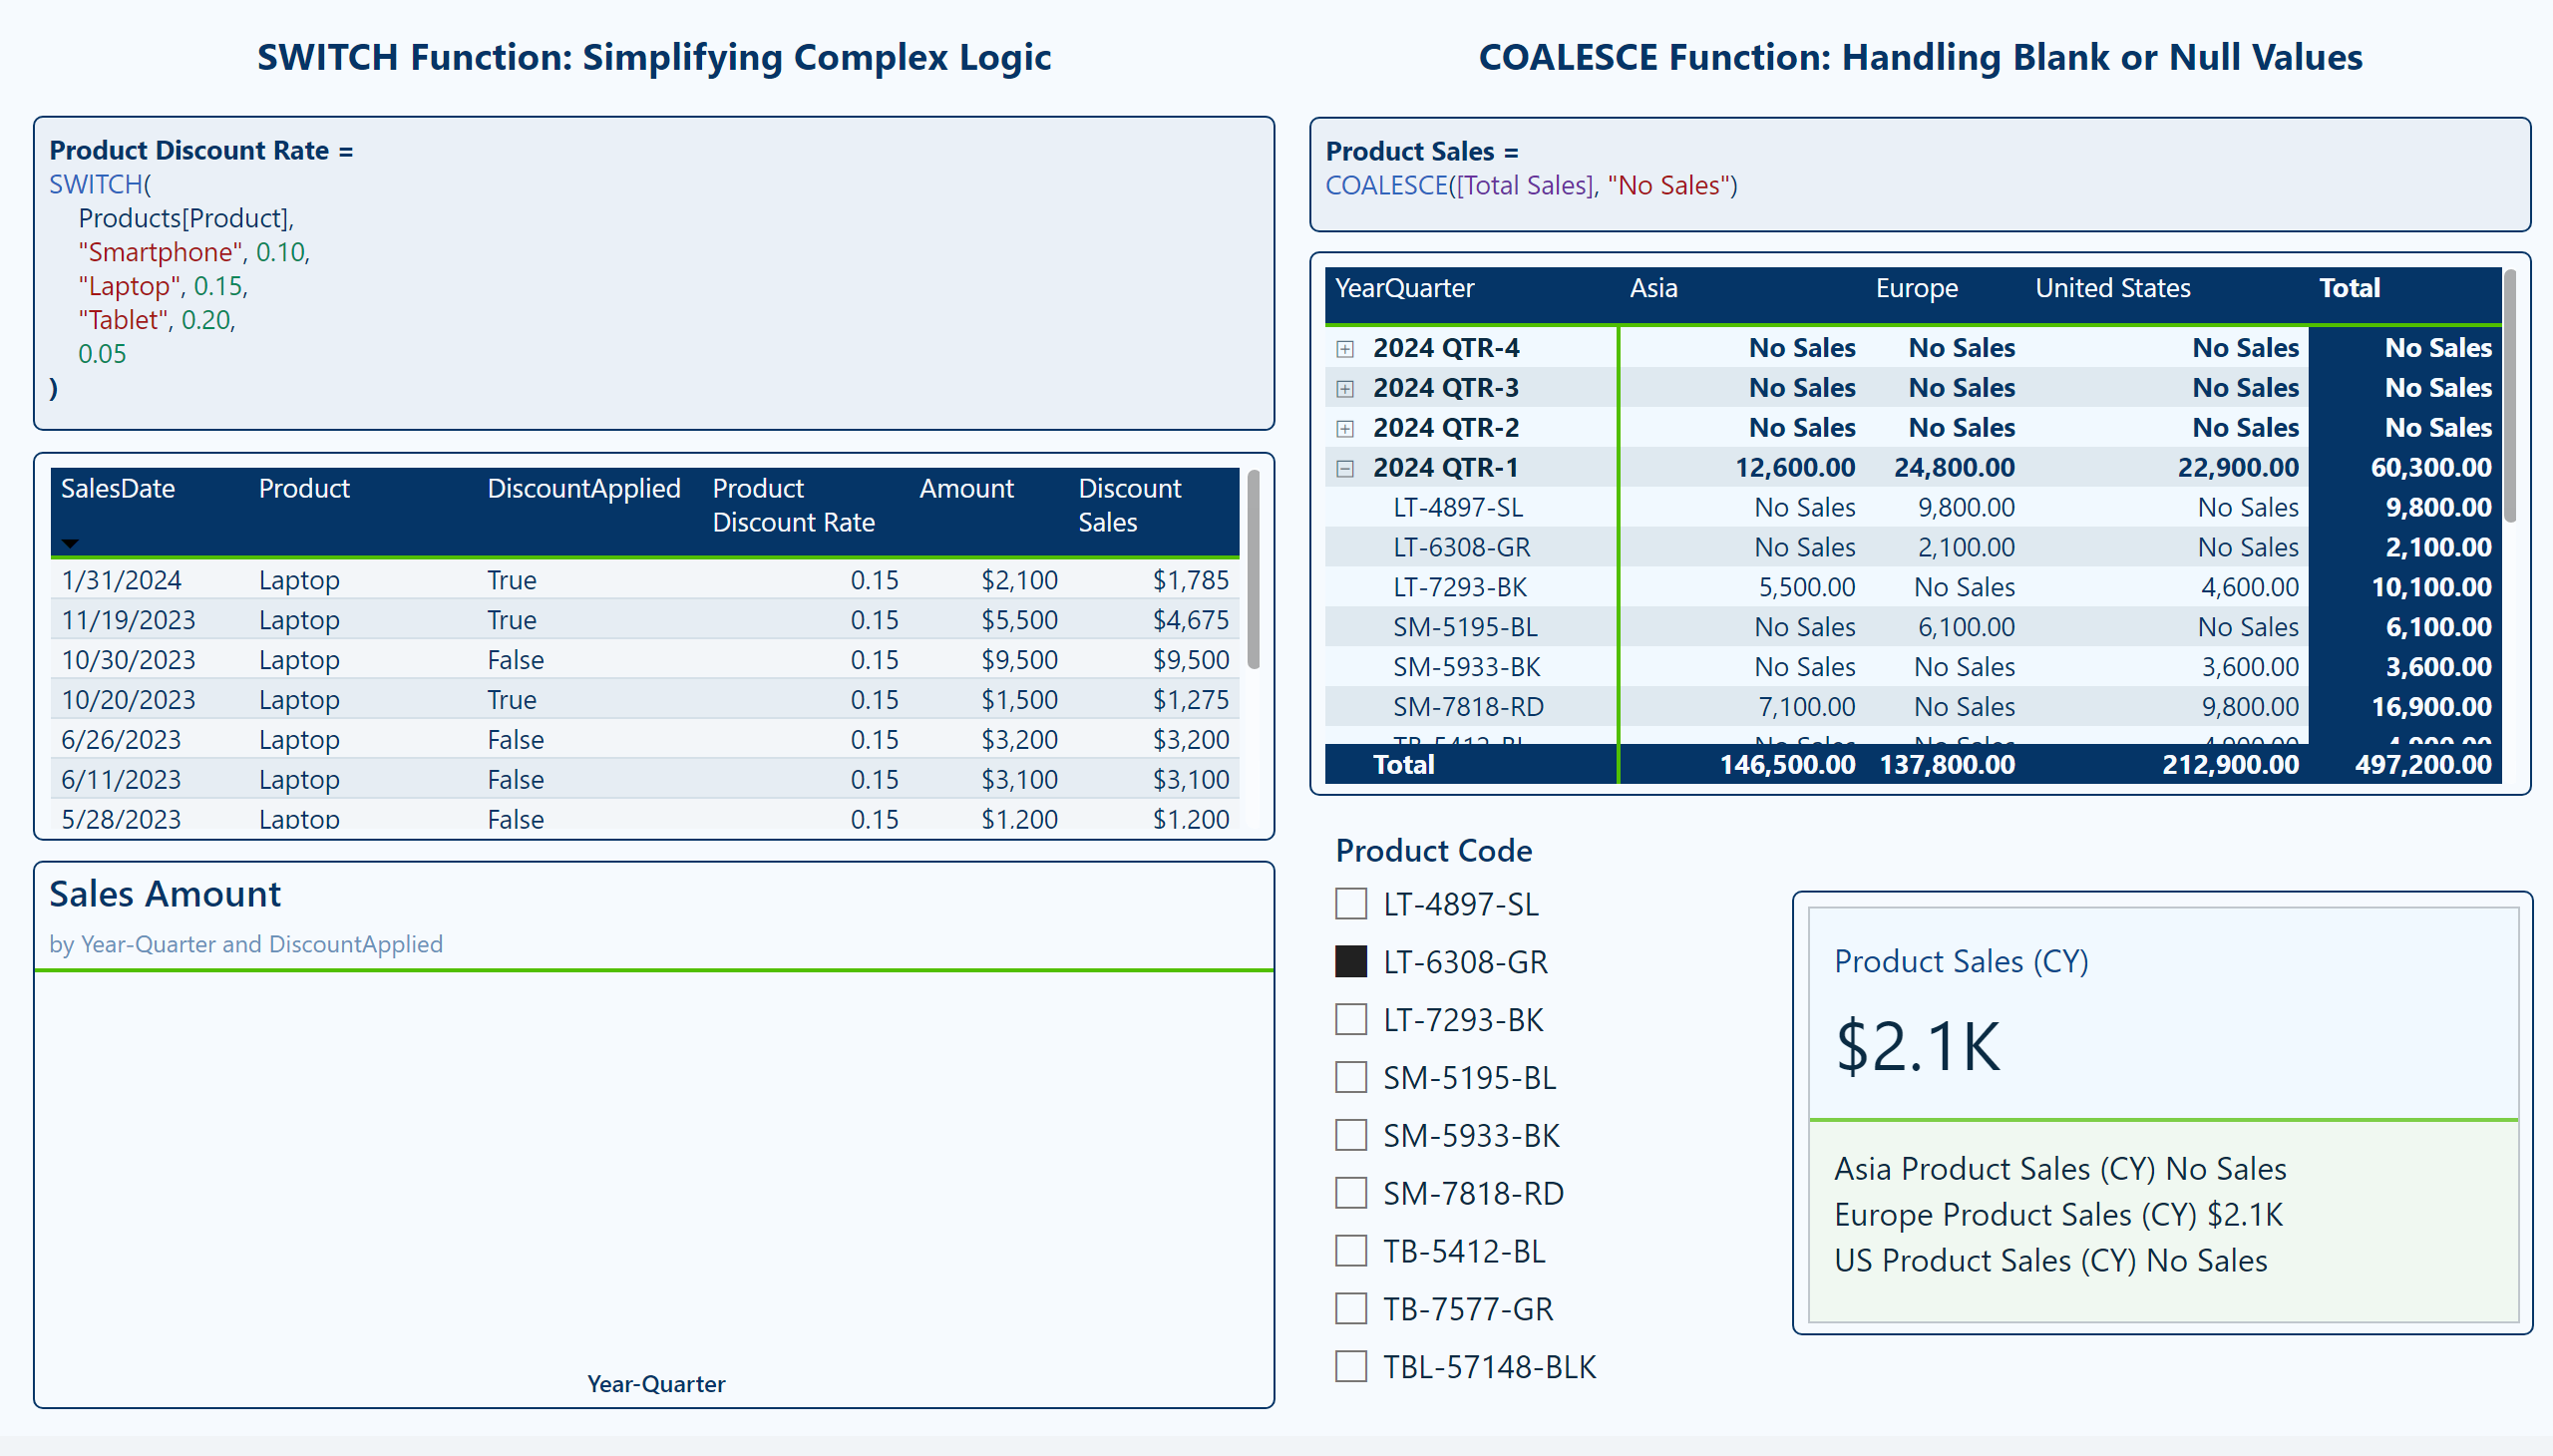 SWITCH Function: Simplifying Complex Logic
Product Discount Rate =
SWITCH(
Products[Product],
"Smartphone", 0.10,
"Laptop", 0.15,
"Tablet", 0.20,
0.05
)
SalesDate Product DiscountApplied Product Discount Rate Amount Discount Sales
1/31/2024 Laptop True 0.15 $2,100 $1,785
11/19/2023 Laptop True 0.15 $5,500 $4,675
10/30/2023 Laptop False 0.15 $9,500 $9,500
10/20/2023 Laptop True 0.15 $1,500 $1,275
6/26/2023 Laptop False 0.15 $3,200 $3,200
6/11/2023 Laptop False 0.15 $3,100 $3,100
5/28/2023 Laptop False 0.15 $1,200 $1,200
Sales Amount
by Year-Quarter and DiscountApplied
Year-Quarter
COALESCE Function: Handling Blank or Null Values
Product Sales =
COALESCE([Total Sales], "No Sales")
YearQuarter Asia Europe United States Total
2024 QTR-4 No Sales No Sales No Sales No Sales
2024 QTR-3 No Sales No Sales No Sales No Sales
2024 QTR-2 No Sales No Sales No Sales No Sales
2024 QTR-1 12,600.00 24,800.00 22,900.00 60,300.00
LT-4897-SL No Sales 9,800.00 No Sales 9,800.00
LT-6308-GR No Sales 2,100.00 No Sales 2,100.00
LT-7293-BK 5,500.00 No Sales 4,600.00 10,100.00
SM-5195-BL No Sales 6,100.00 No Sales 6,100.00
SM-5933-BK No Sales No Sales 3,600.00 3,600.00
SM-7818-RD 7,100.00 No Sales 9,800.00 16,900.00
TB-5412-BL No Sales No Sales 4,900.00 4,900.00
Total 146,500.00 137,800.00 212,900.00 497,200.00
Product Code
LT-4897-SL
LT-6308-GR
LT-7293-BK
SM-5195-BL
SM-5933-BK
SM-7818-RD
TB-5412-BL
TB-7577-GR
TBL-57148-BLK
Product Sales (CY)
$2.1K
Asia Product Sales (CY) No Sales
Europe Product Sales (CY) $2.1K
US Product Sales (CY) No Sales